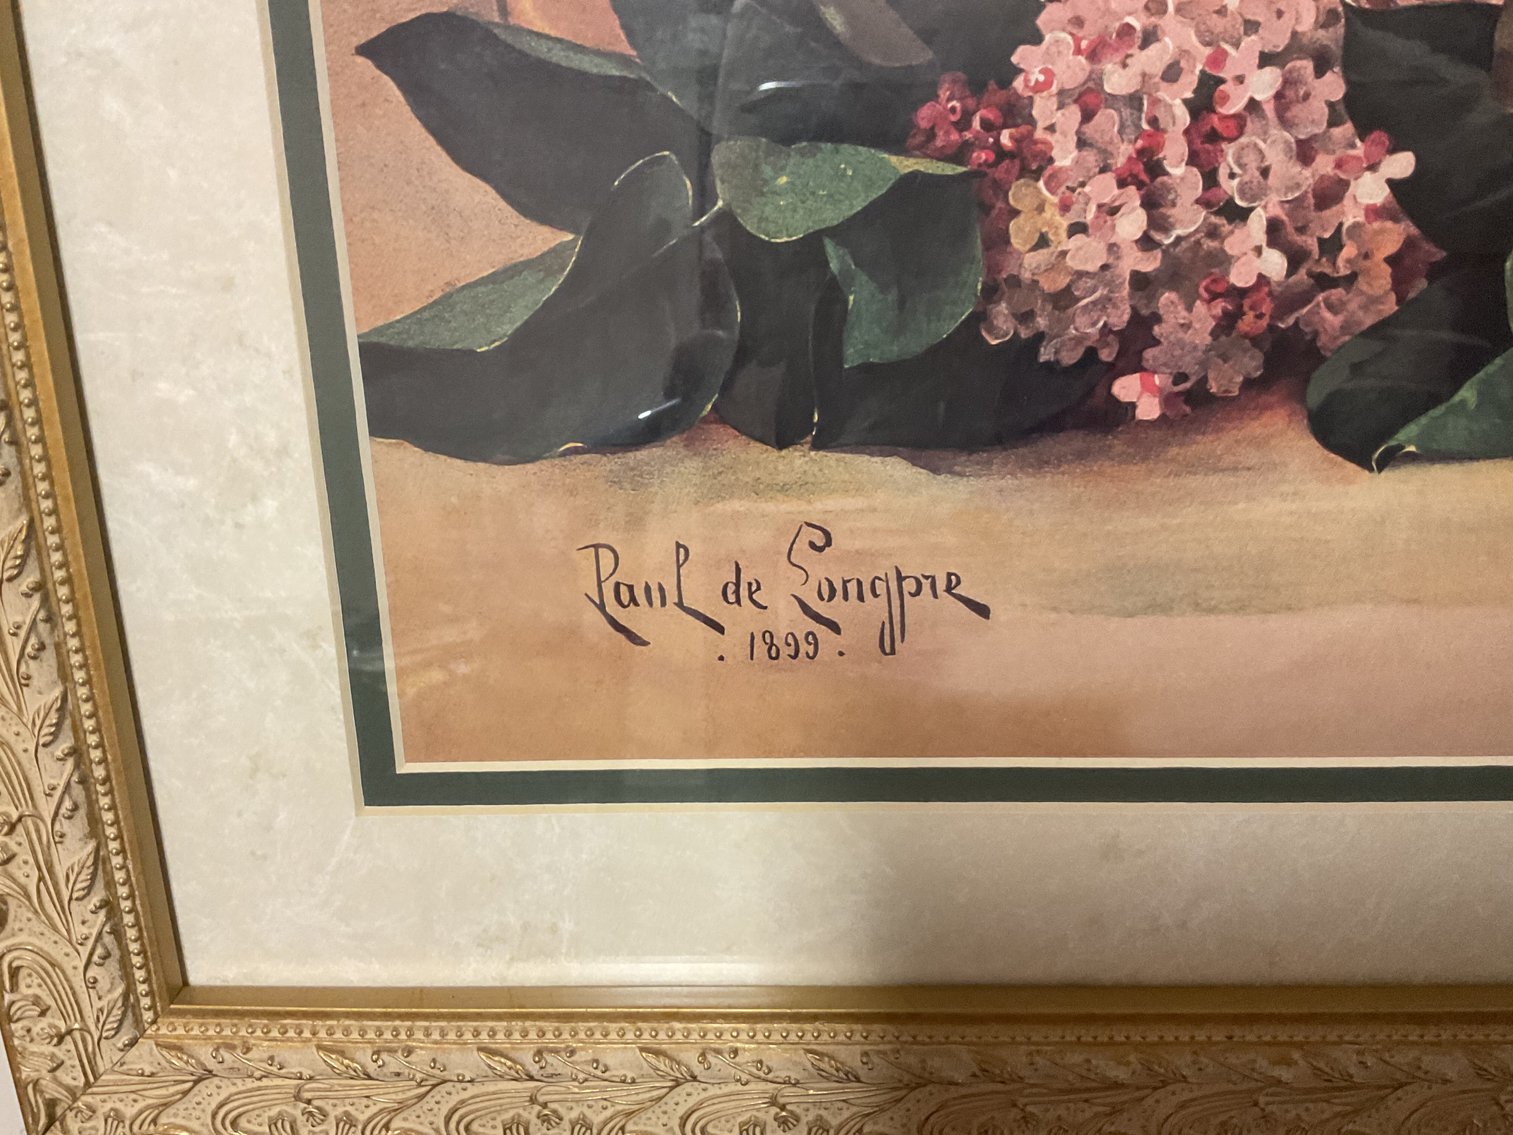 Paul de Longpre
. 1899 .